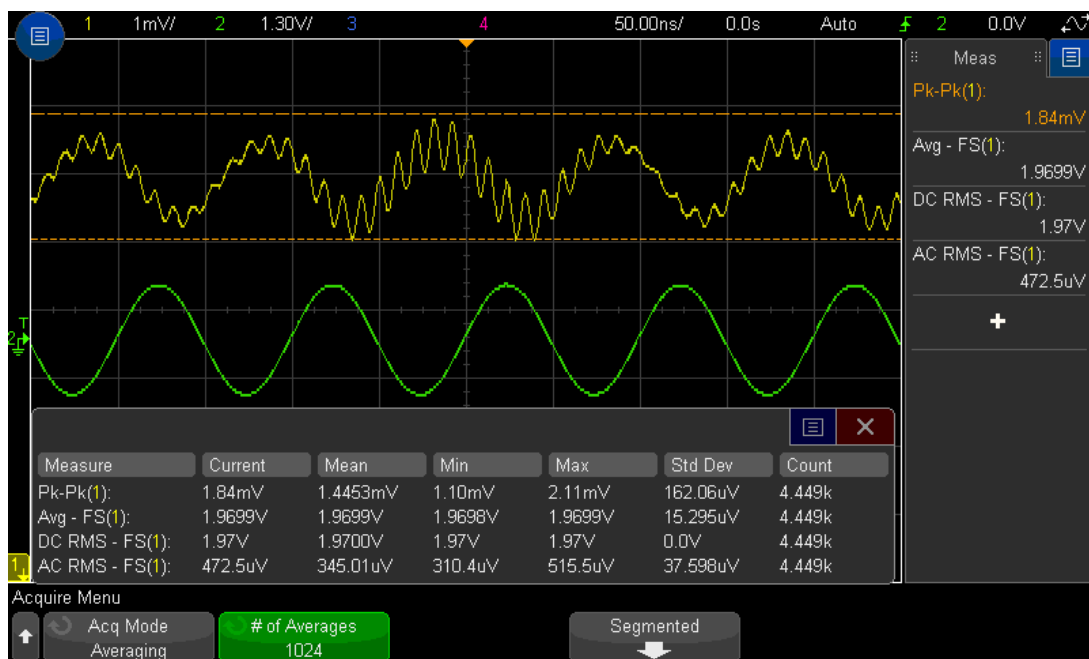 1 1mV/ 2 1.30V/ 3 4 50.00ns/ 0.0s Auto 2 0.0V
Meas
Pk-Pk(1):
1.84mV
Avg - FS(1):
1.9699V
DC RMS - FS(1):
1.97V
AC RMS - FS(1):
472.5uV
+
T
2
Measure Current Mean Min Max Std Dev Count
Pk-Pk(1): 1.84mV 1.4453mV 1.10mV 2.11mV 162.06uV 4.449k
Avg - FS(1): 1.9699V 1.9699V 1.9698V 1.9699V 15.295uV 4.449k
DC RMS - FS(1): 1.97V 1.9700V 1.97V 1.97V 0.0V 4.449k
AC RMS - FS(1): 472.5uV 345.01uV 310.4uV 515.5uV 37.598uV 4.449k
1
Acquire Menu
Acq Mode
Averaging
# of Averages
1024
Segmented